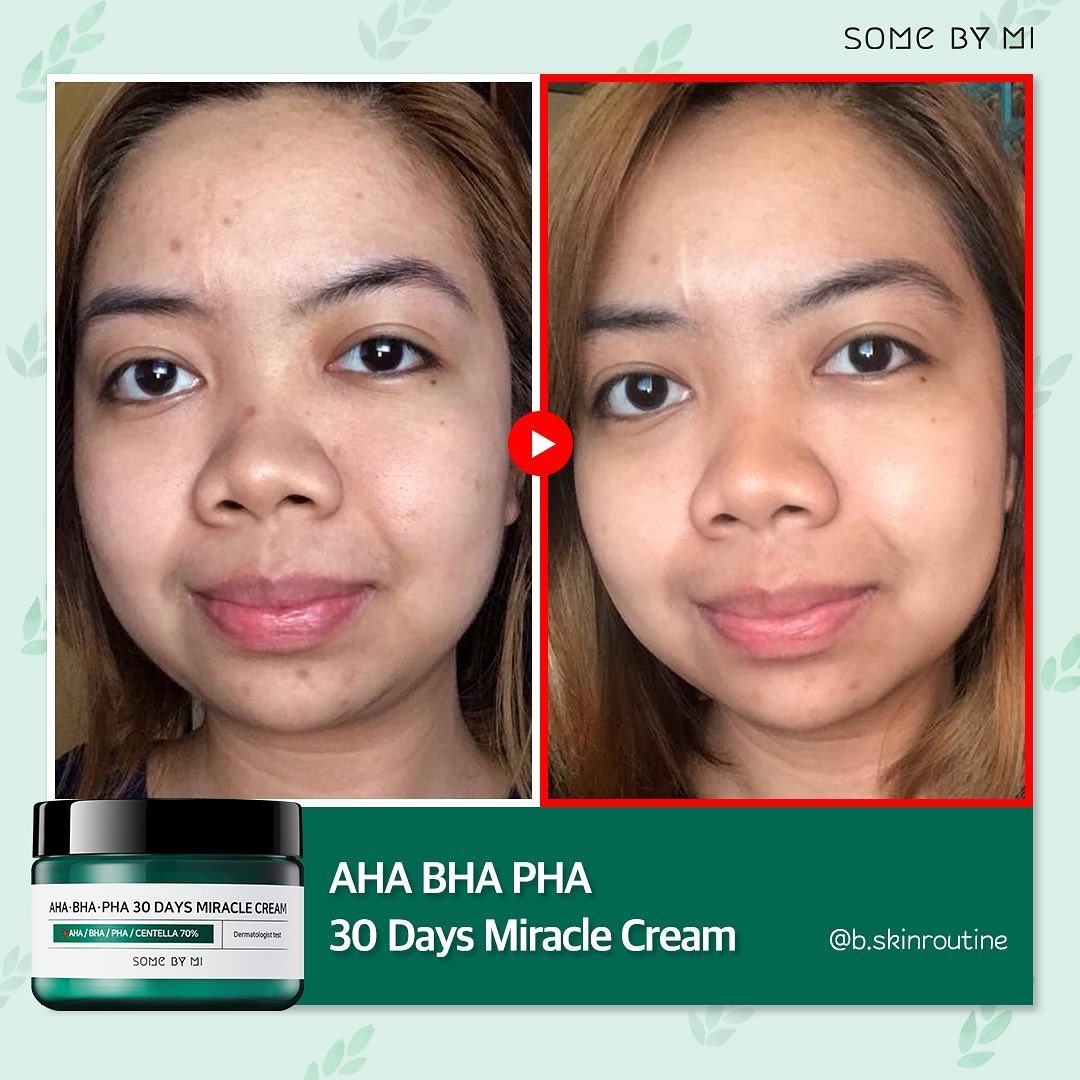 SOME BY MI
AHA·BHA·PHA 30 DAYS MIRACLE CREAM
+AHA / BHA / PHA / CENTELLA 70%
Dermatologist test
SOME BY MI
AHA BHA PHA
30 Days Miracle Cream
@b.skinroutine